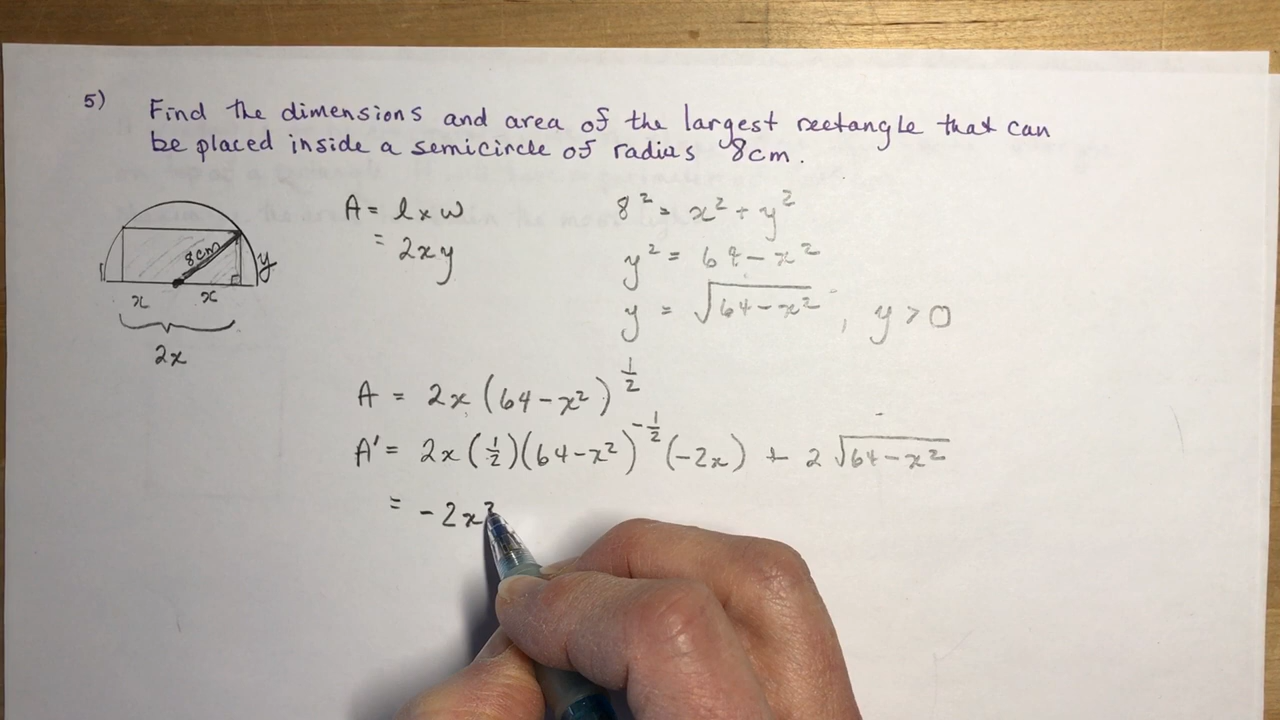 5) Find the dimensions and area of the largest rectangle that can
be placed inside a semicircle of radius 8cm.
8cm
y
x x
2x
A = l x w
= 2xy
8² = x² + y²
y² = 64 - x²
y = √(64-x²), y > 0
A = 2x(64-x²)^(1/2)
A' = 2x(1/2)(64-x²)^(-1/2)(-2x) + 2√(64-x²)
= -2x²